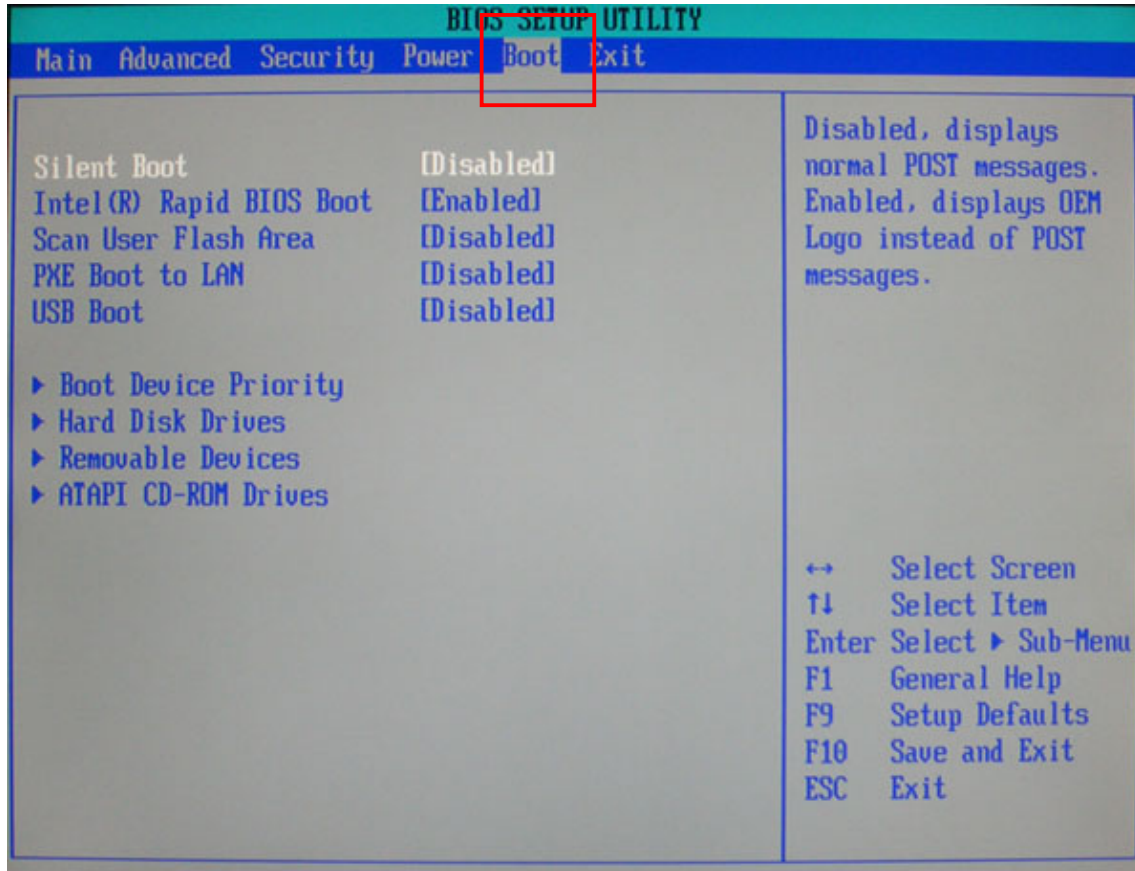 BIOS SETUP UTILITY
Main Advanced Security Power Boot Exit
Silent Boot [Disabled]
Intel(R) Rapid BIOS Boot [Enabled]
Scan User Flash Area [Disabled]
PXE Boot to LAN [Disabled]
USB Boot [Disabled]
▶ Boot Device Priority
▶ Hard Disk Drives
▶ Removable Devices
▶ ATAPI CD-ROM Drives
Disabled, displays
normal POST messages.
Enabled, displays OEM
Logo instead of POST
messages.
↔ Select Screen
↑↓ Select Item
Enter Select ▶ Sub-Menu
F1 General Help
F9 Setup Defaults
F10 Save and Exit
ESC Exit